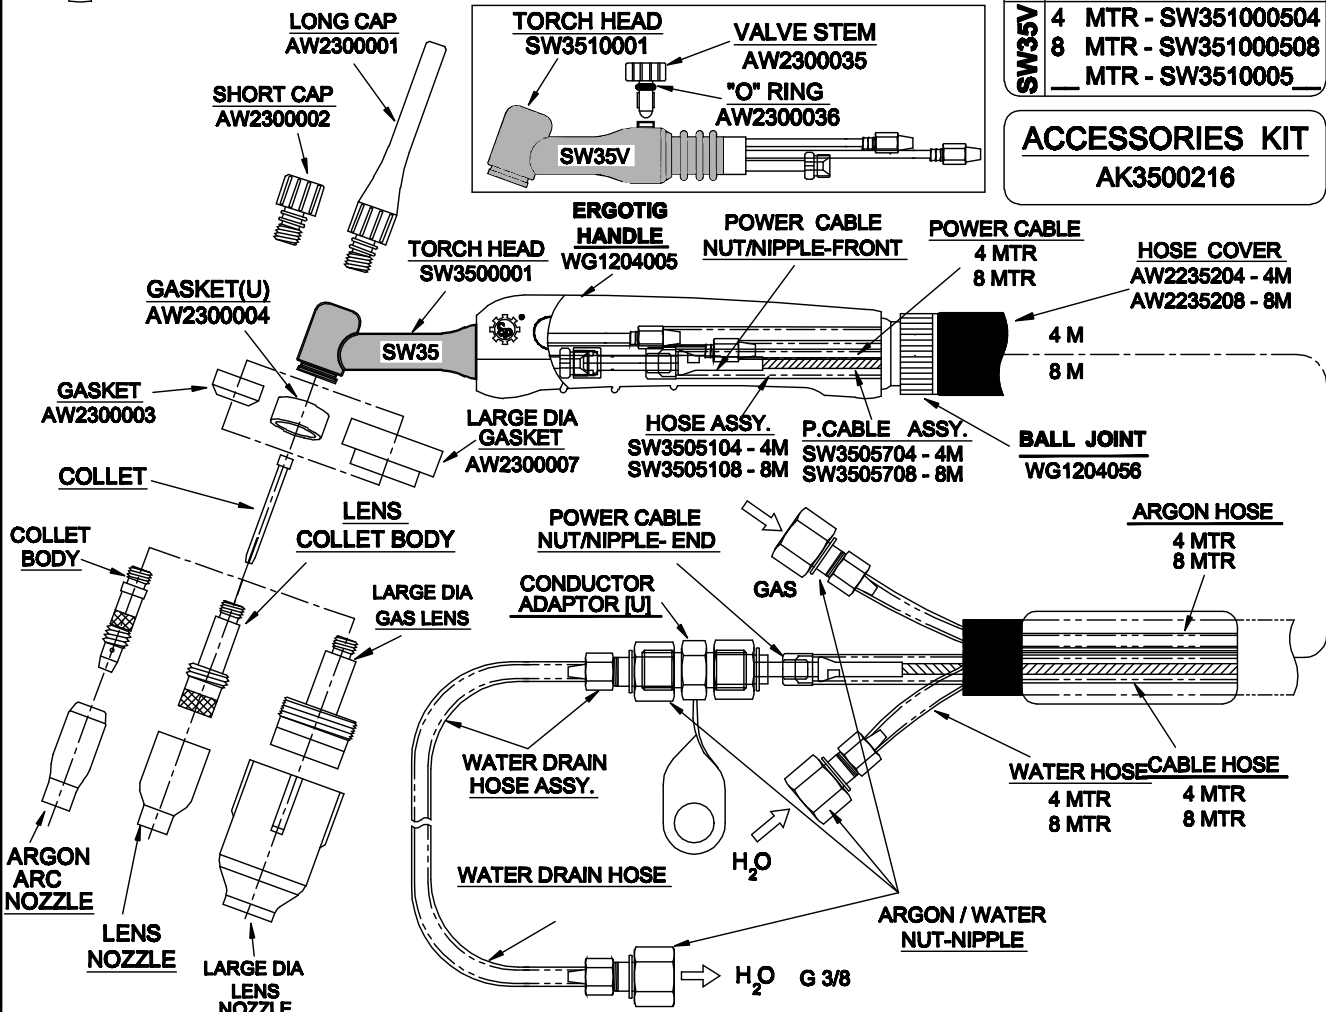 LONG CAP
AW2300001
SHORT CAP
AW2300002
TORCH HEAD
SW3510001
VALVE STEM
AW2300035
"O" RING
AW2300036
SW35V
SW35V
4 MTR - SW351000504
8 MTR - SW351000508
__ MTR - SW3510005__
ACCESSORIES KIT
AK3500216
ERGOTIG
HANDLE
WG1204005
TORCH HEAD
SW3500001
POWER CABLE
NUT/NIPPLE-FRONT
POWER CABLE
4 MTR
8 MTR
HOSE COVER
AW2235204 - 4M
AW2235208 - 8M
GASKET(U)
AW2300004
SW35
4 M
8 M
GASKET
AW2300003
LARGE DIA
GASKET
AW2300007
HOSE ASSY.
SW3505104 - 4M
SW3505108 - 8M
P.CABLE ASSY.
SW3505704 - 4M
SW3505708 - 8M
BALL JOINT
WG1204056
COLLET
COLLET
BODY
LENS
COLLET BODY
LARGE DIA
GAS LENS
POWER CABLE
NUT/NIPPLE- END
CONDUCTOR
ADAPTOR [U]
GAS
ARGON HOSE
4 MTR
8 MTR
WATER DRAIN
HOSE ASSY.
WATER HOSE
4 MTR
8 MTR
CABLE HOSE
4 MTR
8 MTR
H2O
WATER DRAIN HOSE
ARGON / WATER
NUT-NIPPLE
H2O G 3/8
ARGON
ARC
NOZZLE
LENS
NOZZLE
LARGE DIA
LENS
NOZZLE